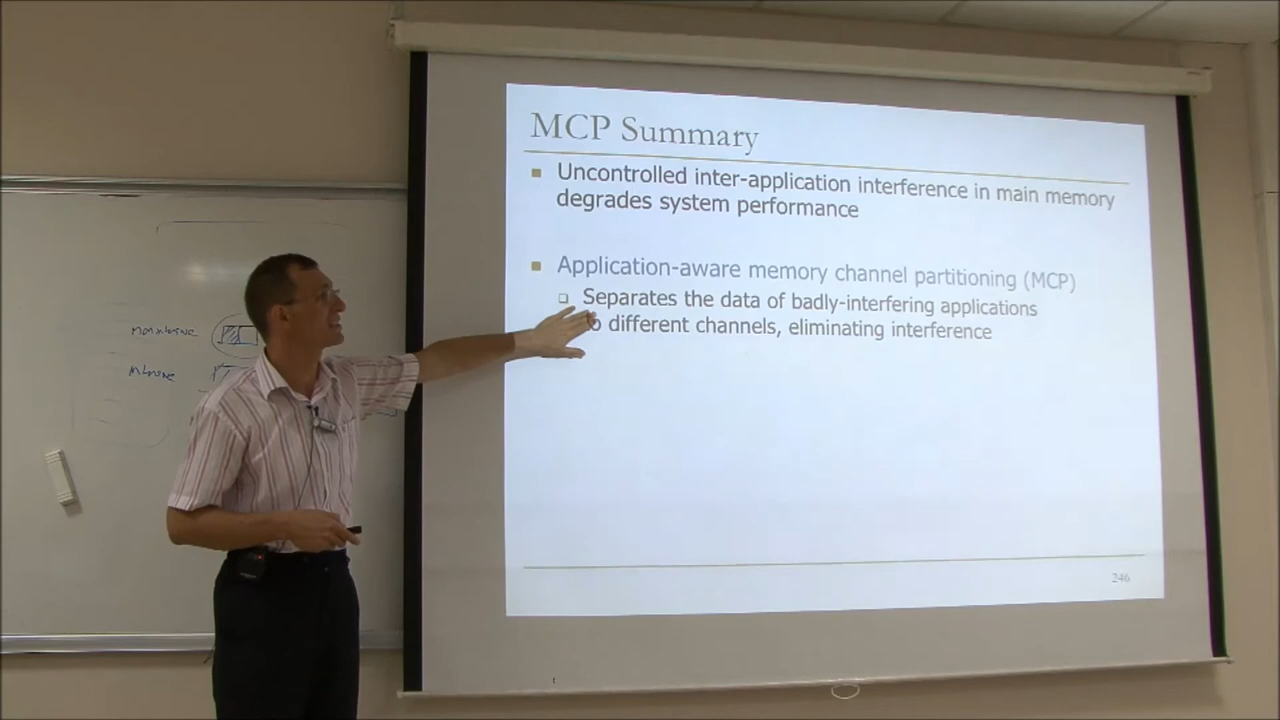 MCP Summary
Uncontrolled inter-application interference in main memory
degrades system performance
Application-aware memory channel partitioning (MCP)
Separates the data of badly-interfering applications
different channels, eliminating interference
246